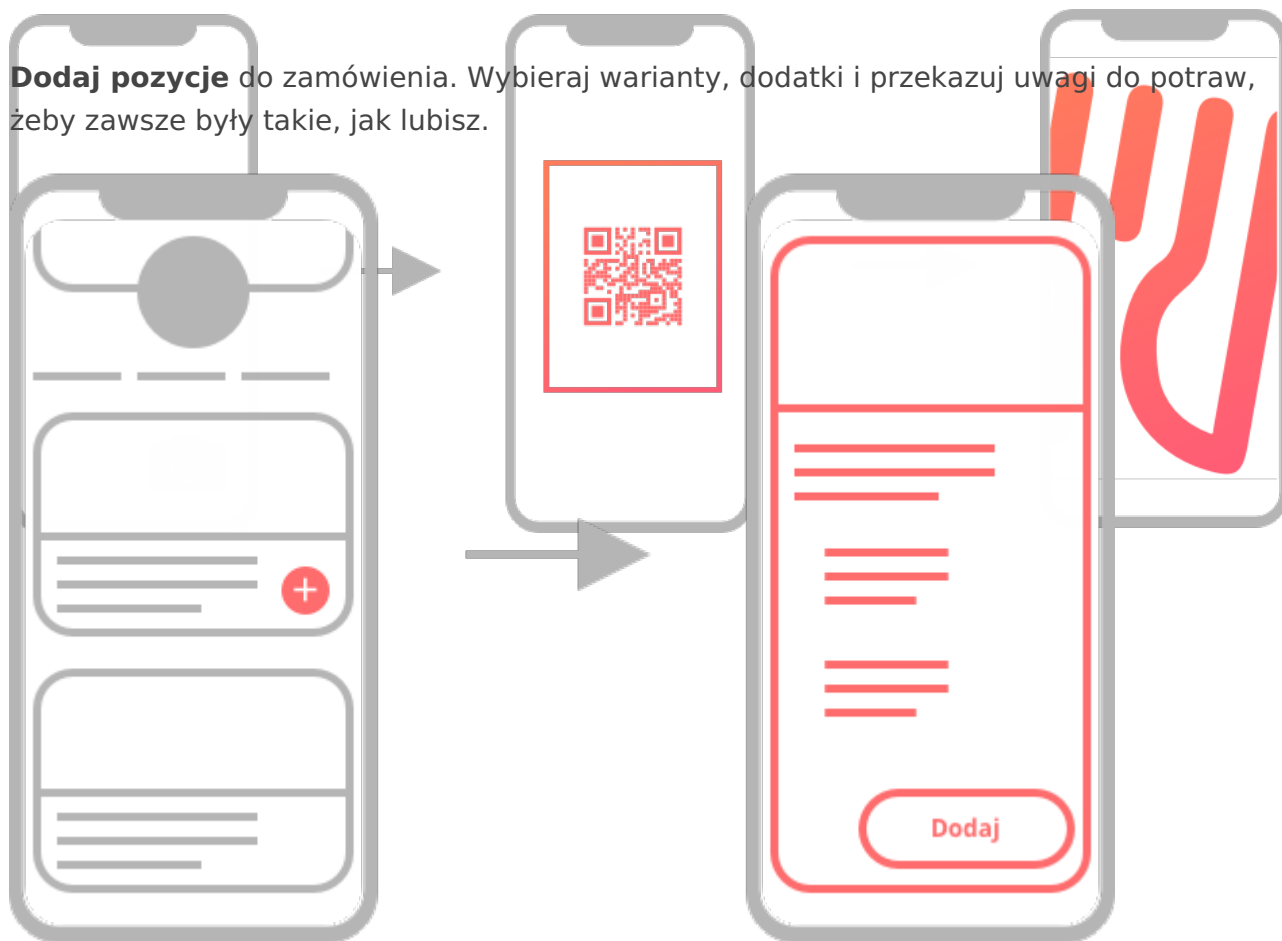 Dodaj pozycje do zamówienia. Wybieraj warianty, dodatki i przekazuj uwagi do potraw,
żeby zawsze były takie, jak lubisz.
Dodaj